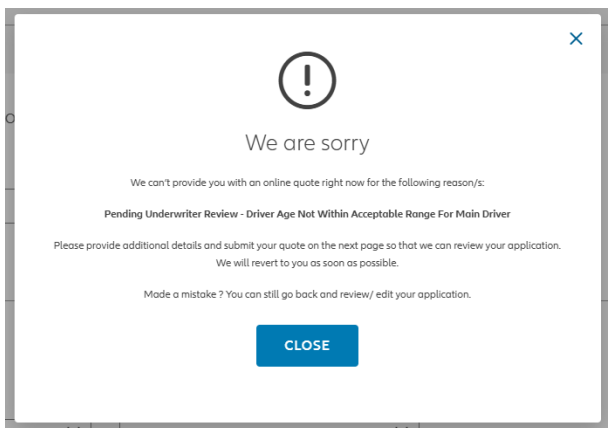 We are sorry
We can't provide you with an online quote right now for the following reason/s:
Pending Underwriter Review - Driver Age Not Within Acceptable Range For Main Driver
Please provide additional details and submit your quote on the next page so that we can review your application.
We will revert to you as soon as possible.
Made a mistake ? You can still go back and review/ edit your application.
CLOSE